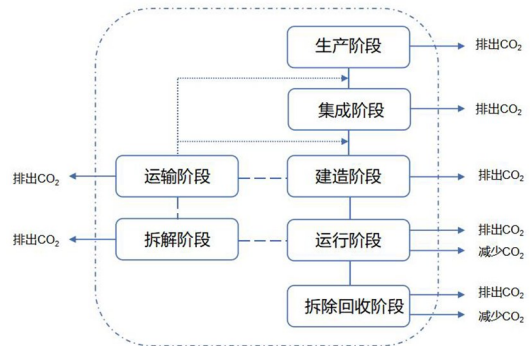 生产阶段
排出CO₂
集成阶段
排出CO₂
排出CO₂
运输阶段
建造阶段
排出CO₂
排出CO₂
拆解阶段
运行阶段
排出CO₂
减少CO₂
拆除回收阶段
排出CO₂
减少CO₂